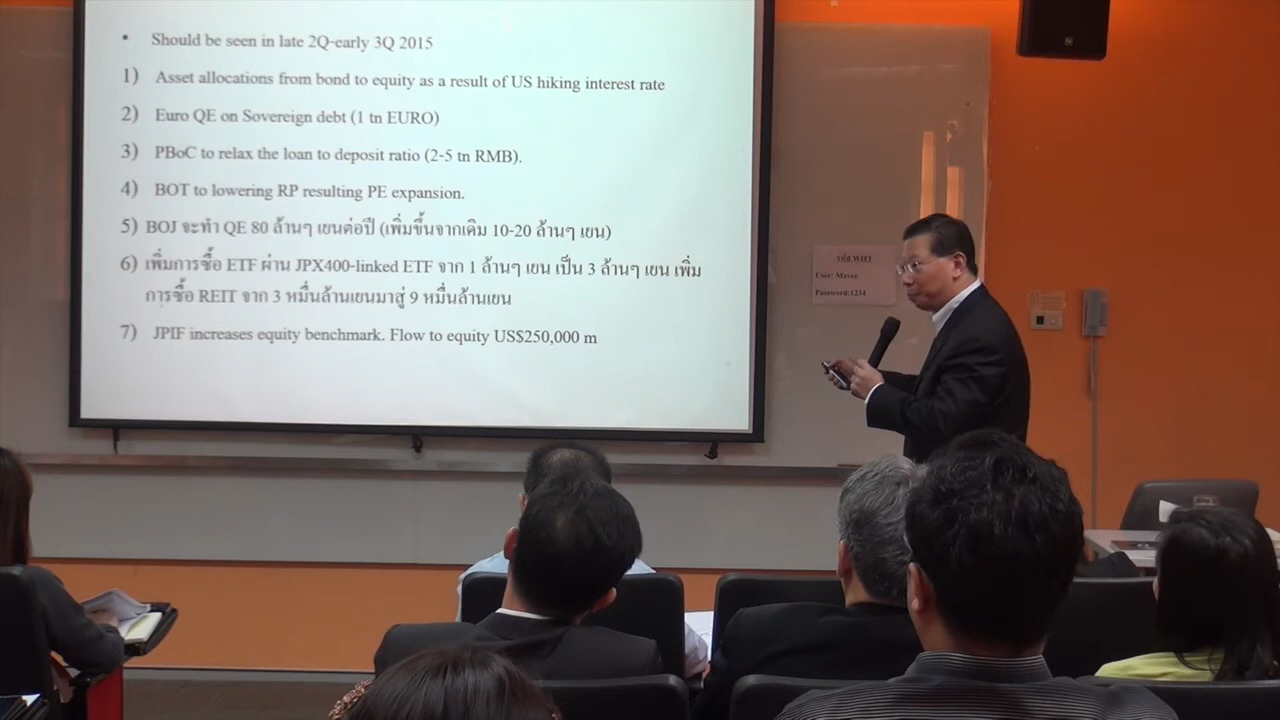 • Should be seen in late 2Q-early 3Q 2015
1) Asset allocations from bond to equity as a result of US hiking interest rate
2) Euro QE on Sovereign debt (1 tn EURO)
3) PBoC to relax the loan to deposit ratio (2-5 tn RMB).
4) BOT to lowering RP resulting PE expansion.
5) BOJ จะทำ QE 80 ล้านๆ เยนต่อปี (เพิ่มขึ้นจากเดิม 10-20 ล้านๆ เยน)
6) เพิ่มการซื้อ ETF ผ่าน JPX400-linked ETF จาก 1 ล้านๆ เยน เป็น 3 ล้านๆ เยน เพิ่ม
การซื้อ REIT จาก 3 หมื่นล้านเยนมาสู่ 9 หมื่นล้านเยน
7) JPIF increases equity benchmark. Flow to equity US$250,000 m
รหัส WIFI
User: Mavee
Password:1234